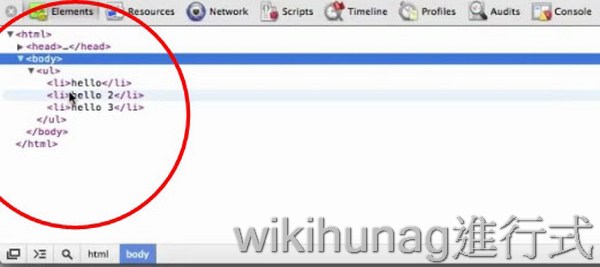 Elements Resources Network Scripts Timeline Profiles Audits Console
▼<html>
▶<head>…</head>
▼<body>
▼<ul>
<li>hello</li>
<li>hello 2</li>
<li>hello 3</li>
</ul>
</body>
</html>
html body
wikihunag進行式